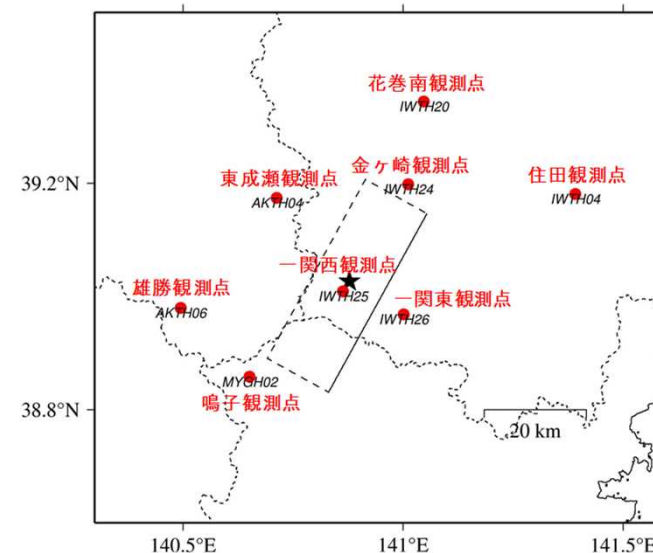 花巻南観測点
IWTH20
39.2°N
東成瀬観測点
AKTH04
金ヶ崎観測点
IWTH24
住田観測点
IWTH04
一関西観測点
IWTH25
雄勝観測点
AKTH06
一関東観測点
IWTH26
MYGH02
鳴子観測点
38.8°N
20 km
140.5°E
141°E
141.5°E